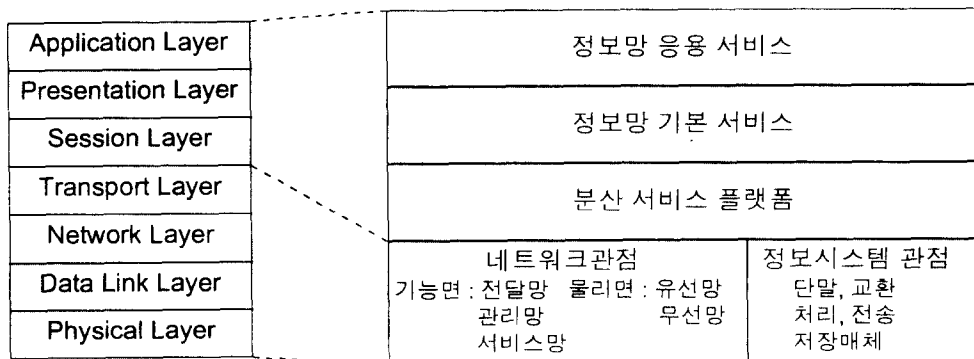 Application Layer
Presentation Layer
Session Layer
Transport Layer
Network Layer
Data Link Layer
Physical Layer
정보망 응용 서비스
정보망 기본 서비스
분산 서비스 플랫폼
네트워크관점
기능면 : 전달망 물리면 : 유선망
관리망 무선망
서비스망
정보시스템 관점
단말, 교환
처리, 전송
저장매체